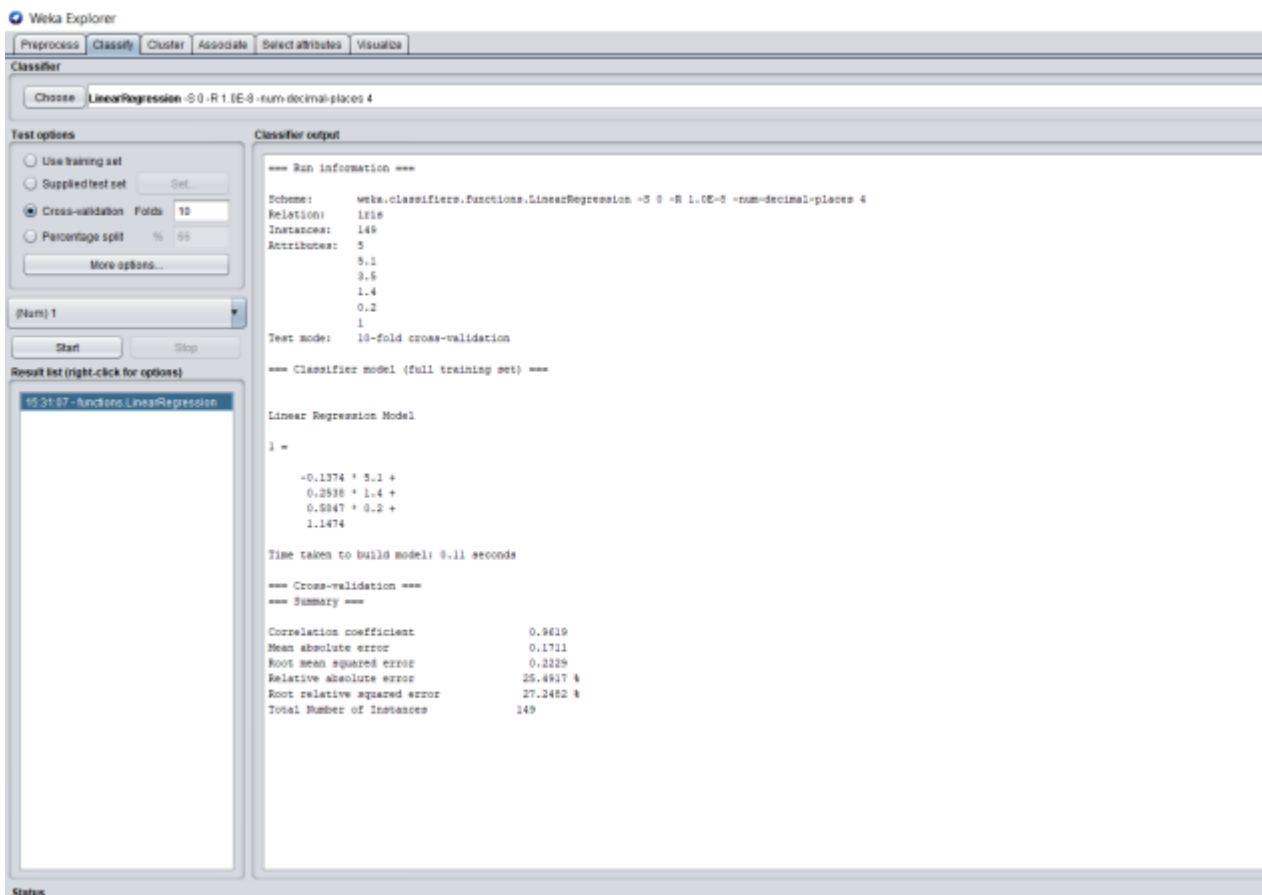 Weka Explorer
Preprocess Classify Cluster Associate Select attributes Visualize
Classifier
Choose LinearRegression -S 0 -R 1.0E-8 -num-decimal-places 4
Test options
Use training set
Supplied test set Set...
Cross-validation Folds 10
Percentage split % 66
More options...
(Num) 1
Start Stop
Result list (right-click for options)
15:31:07 - functions.LinearRegression
Classifier output
=== Run information ===
Scheme: weka.classifiers.functions.LinearRegression -S 0 -R 1.0E-8 -num-decimal-places 4
Relation: iris
Instances: 149
Attributes: 5
5.1
3.5
1.4
0.2
1
Test mode: 10-fold cross-validation
=== Classifier model (full training set) ===
Linear Regression Model
1 =
-0.1374 * 5.1 +
0.2538 * 1.4 +
0.5847 * 0.2 +
1.1474
Time taken to build model: 0.11 seconds
=== Cross-validation ===
=== Summary ===
Correlation coefficient 0.9619
Mean absolute error 0.1711
Root mean squared error 0.2229
Relative absolute error 25.4917 %
Root relative squared error 27.2482 %
Total Number of Instances 149
Status